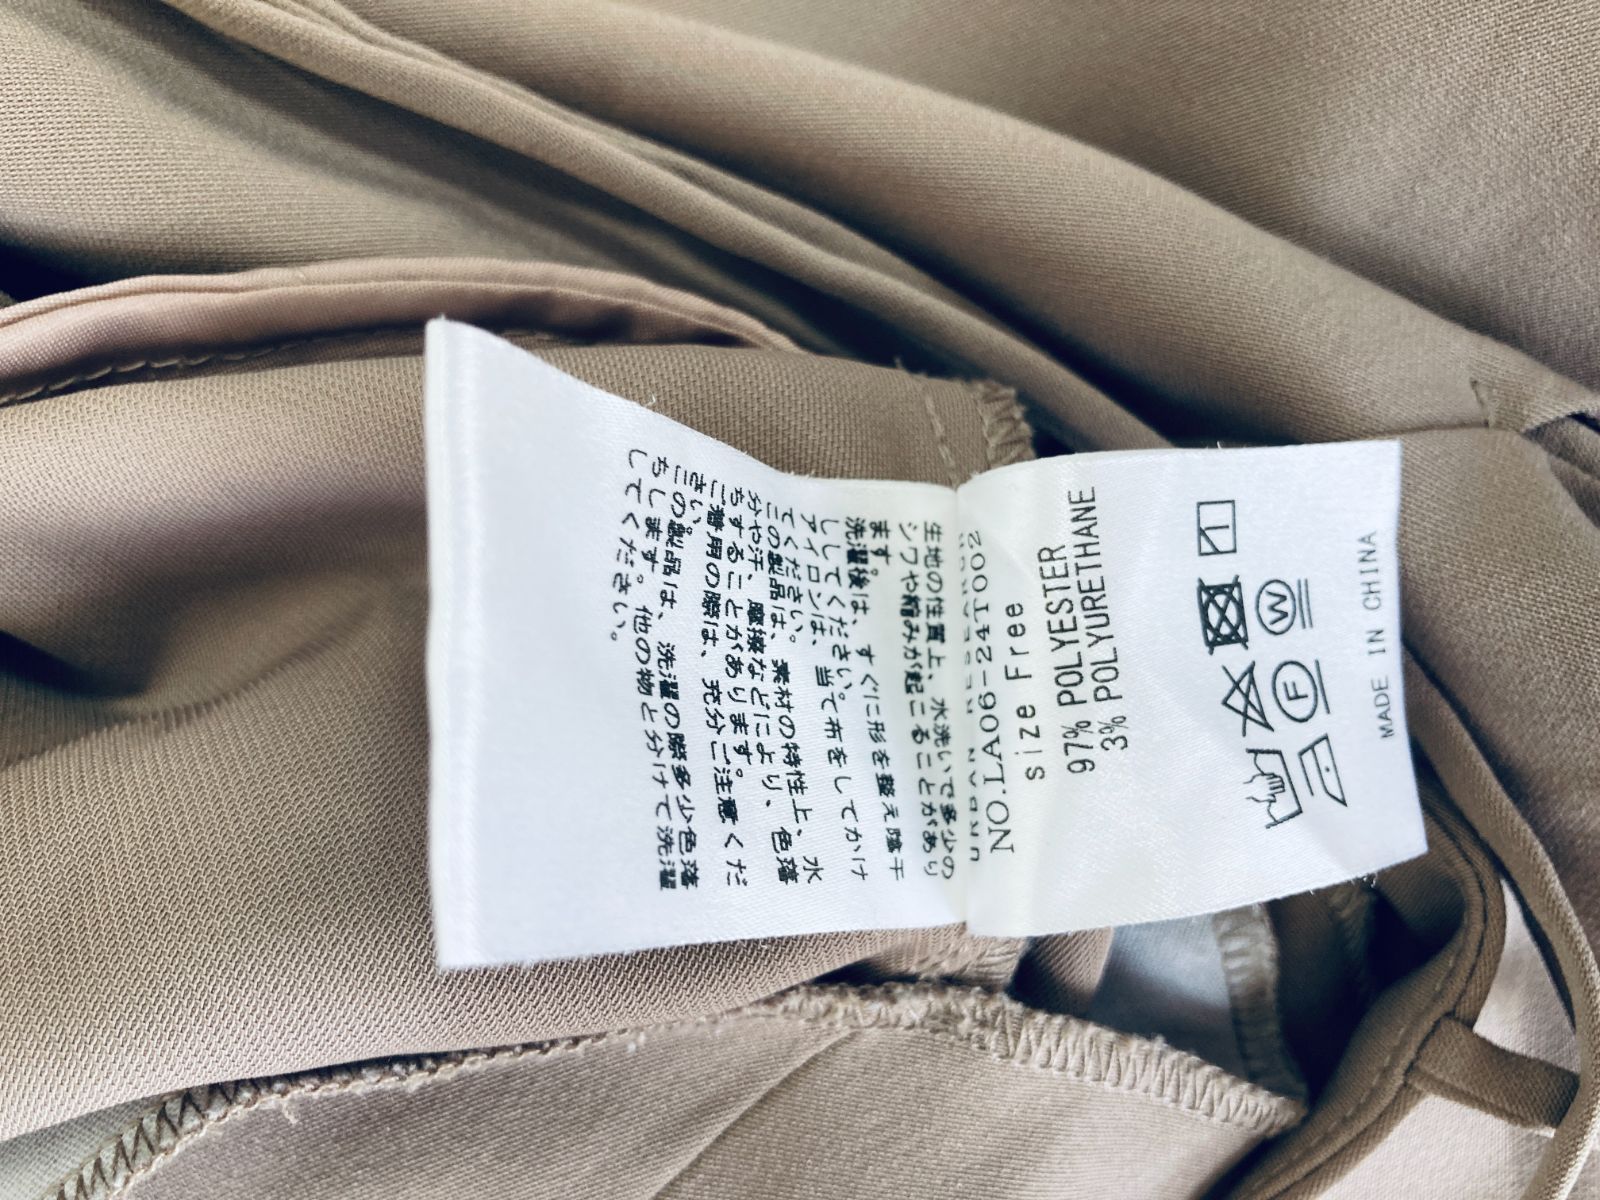 生地の性質上、水洗いで多少の
シワや縮みが起こることがあり
ます。
洗濯後は、すぐに形を整え陰干
ししてください。
アイロンは、当て布をしてかけ
てください。
この製品は、素材の特性上、水
分や汗、摩擦などにより、色落
ちすることがあります。
ご着用の際は、充分ご注意くだ
さい。
この製品は、洗濯の際多少色落
ちします。他の物と分けて洗濯
してください。
URBAN RESEARCH
NO.LA06-24T002
size Free
97% POLYESTER
3% POLYURETHANE
W
F
MADE IN CHINA